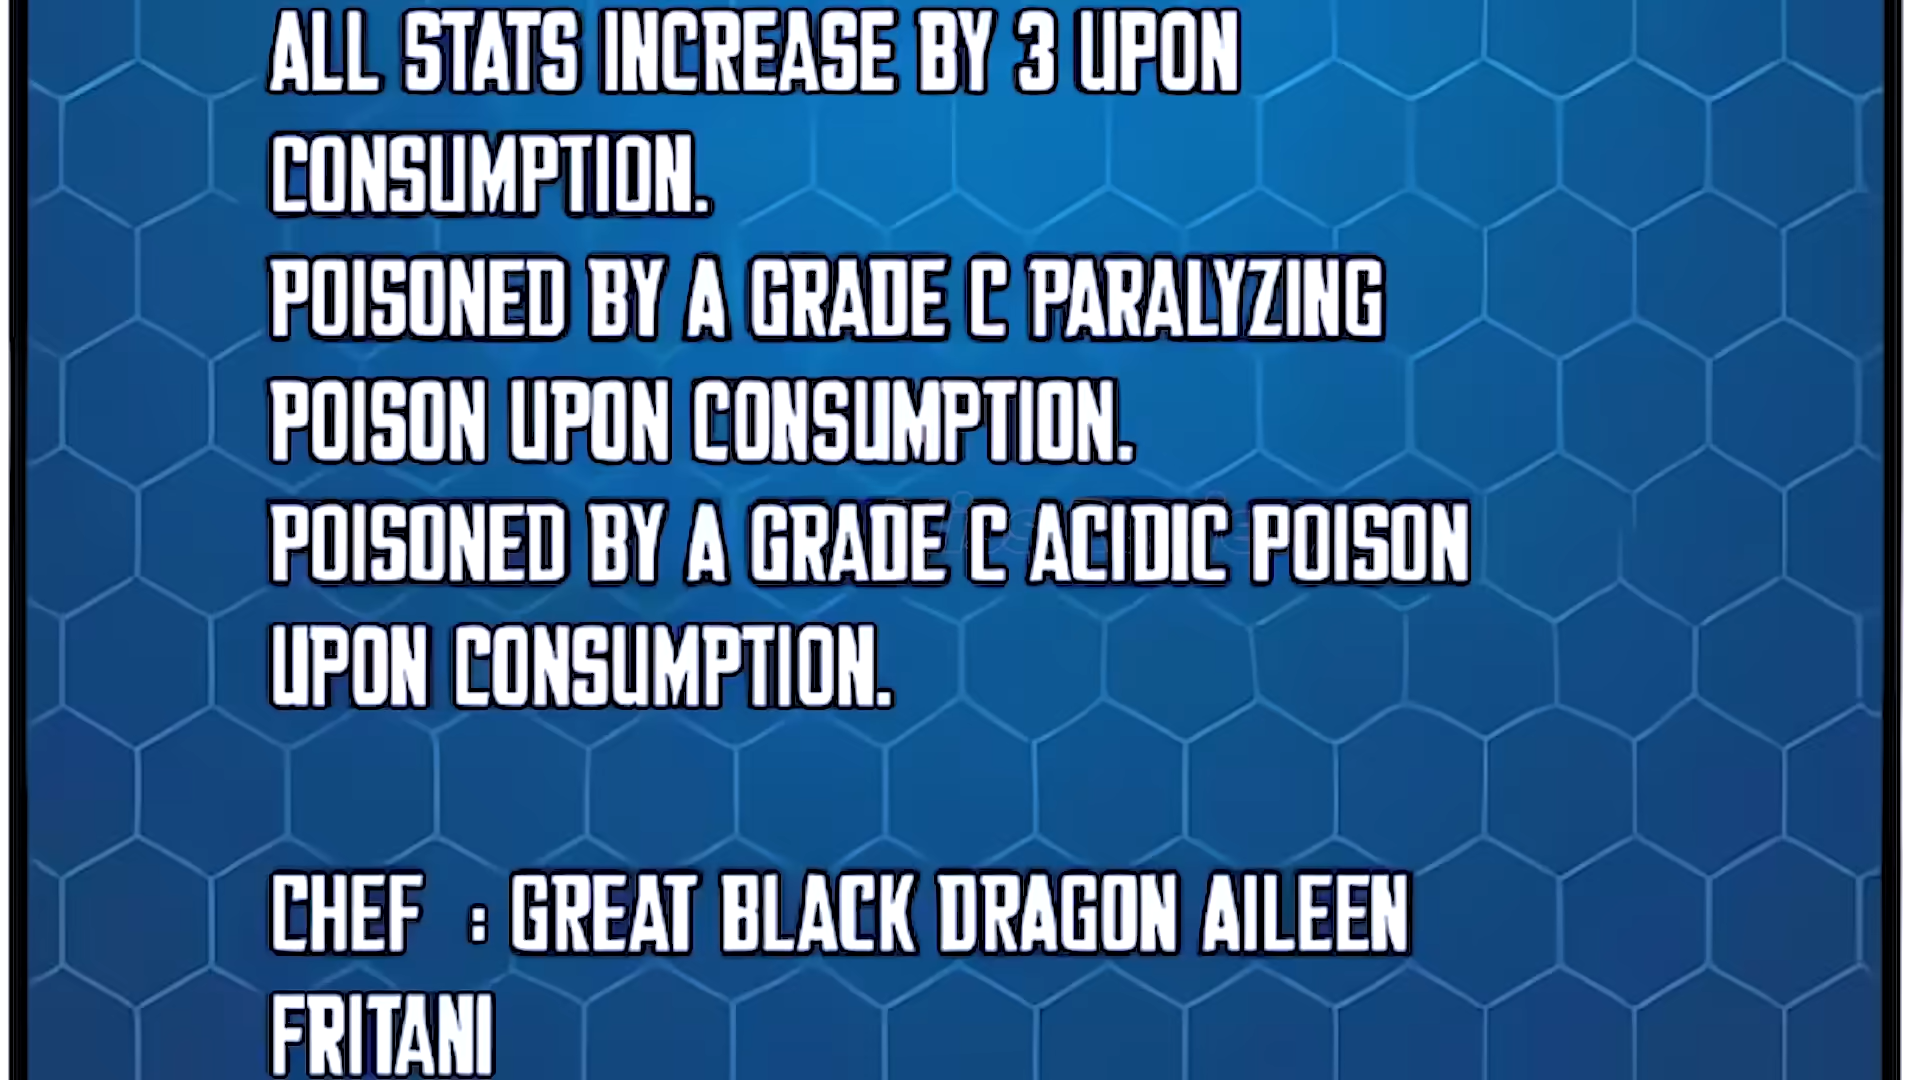 ALL STATS INCREASE BY 3 UPON
CONSUMPTION.
POISONED BY A GRADE C PARALYZING
POISON UPON CONSUMPTION.
POISONED BY A GRADE C ACIDIC POISON
UPON CONSUMPTION.
CHEF : GREAT BLACK DRAGON AILEEN
FRITANI